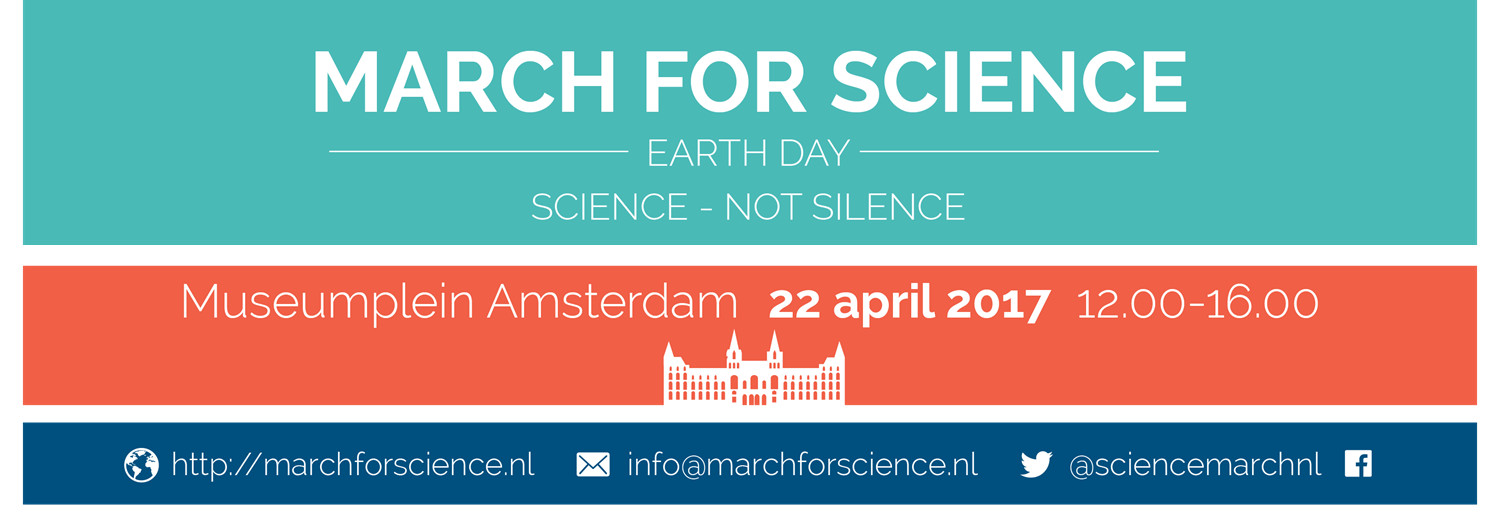 MARCH FOR SCIENCE
EARTH DAY
SCIENCE - NOT SILENCE
Museumplein Amsterdam 22 april 2017 12.00-16.00
http://marchforscience.nl info@marchforscience.nl @sciencemarchnl